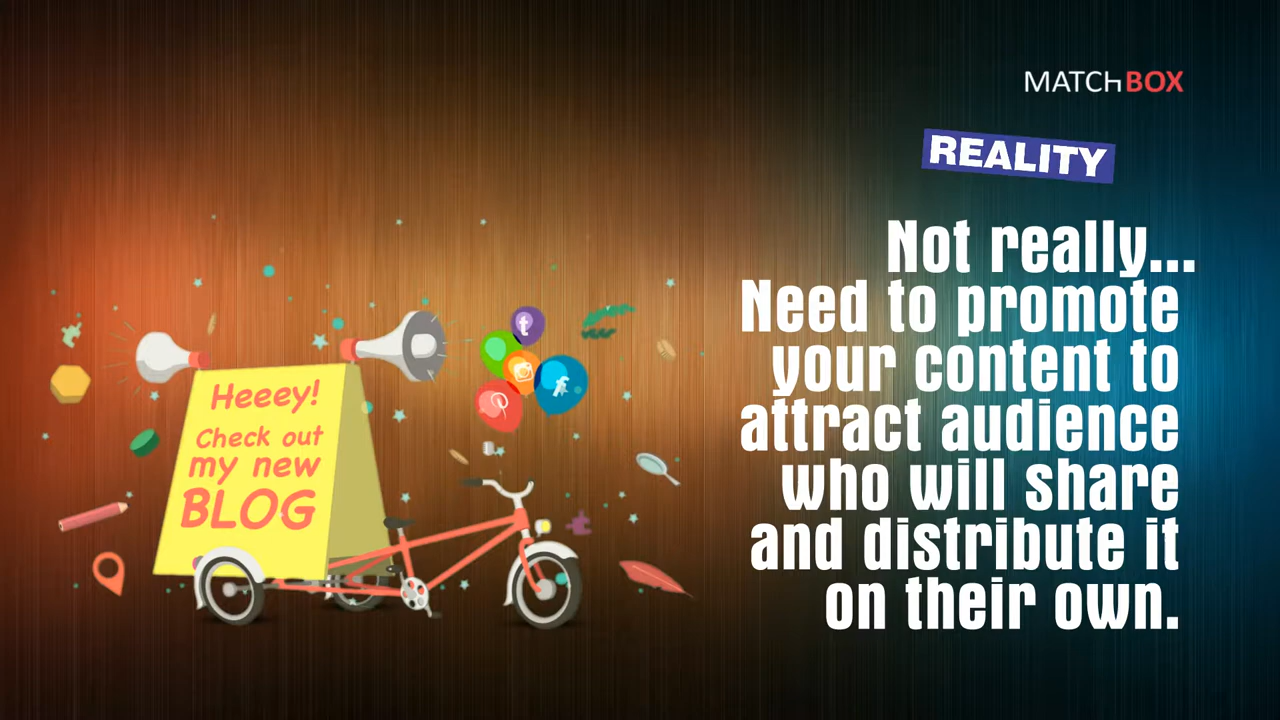 MATCHBOX
REALITY
Not really...
Need to promote
your content to
attract audience
who will share
and distribute it
on their own.
Heeey!
Check out
my new
BLOG
t
f